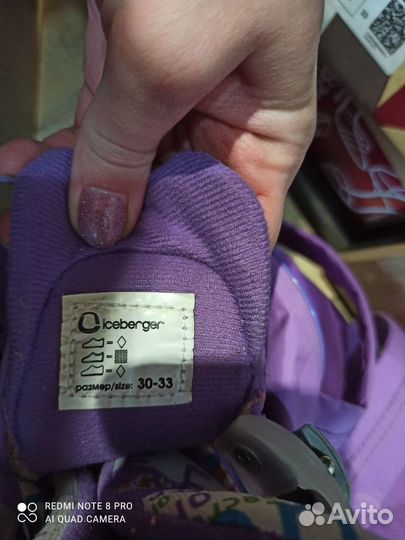 iceberger
размер/size: 30-33
REDMI NOTE 8 PRO
AI QUAD CAMERA
Avito